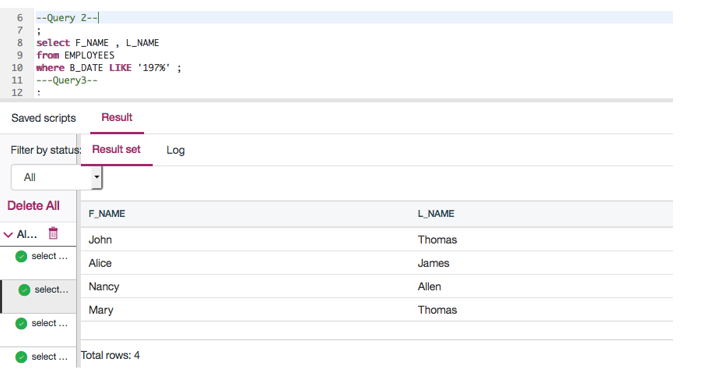 6 --Query 2--
7 ;
8 select F_NAME , L_NAME
9 from EMPLOYEES
10 where B_DATE LIKE '197%' ;
11 ---Query3--
12 ;
Saved scripts Result
Filter by status: Result set Log
All
Delete All
F_NAME L_NAME
Al...
John Thomas
select ...
Alice James
select...
Nancy Allen
Mary Thomas
select ...
select ...
Total rows: 4